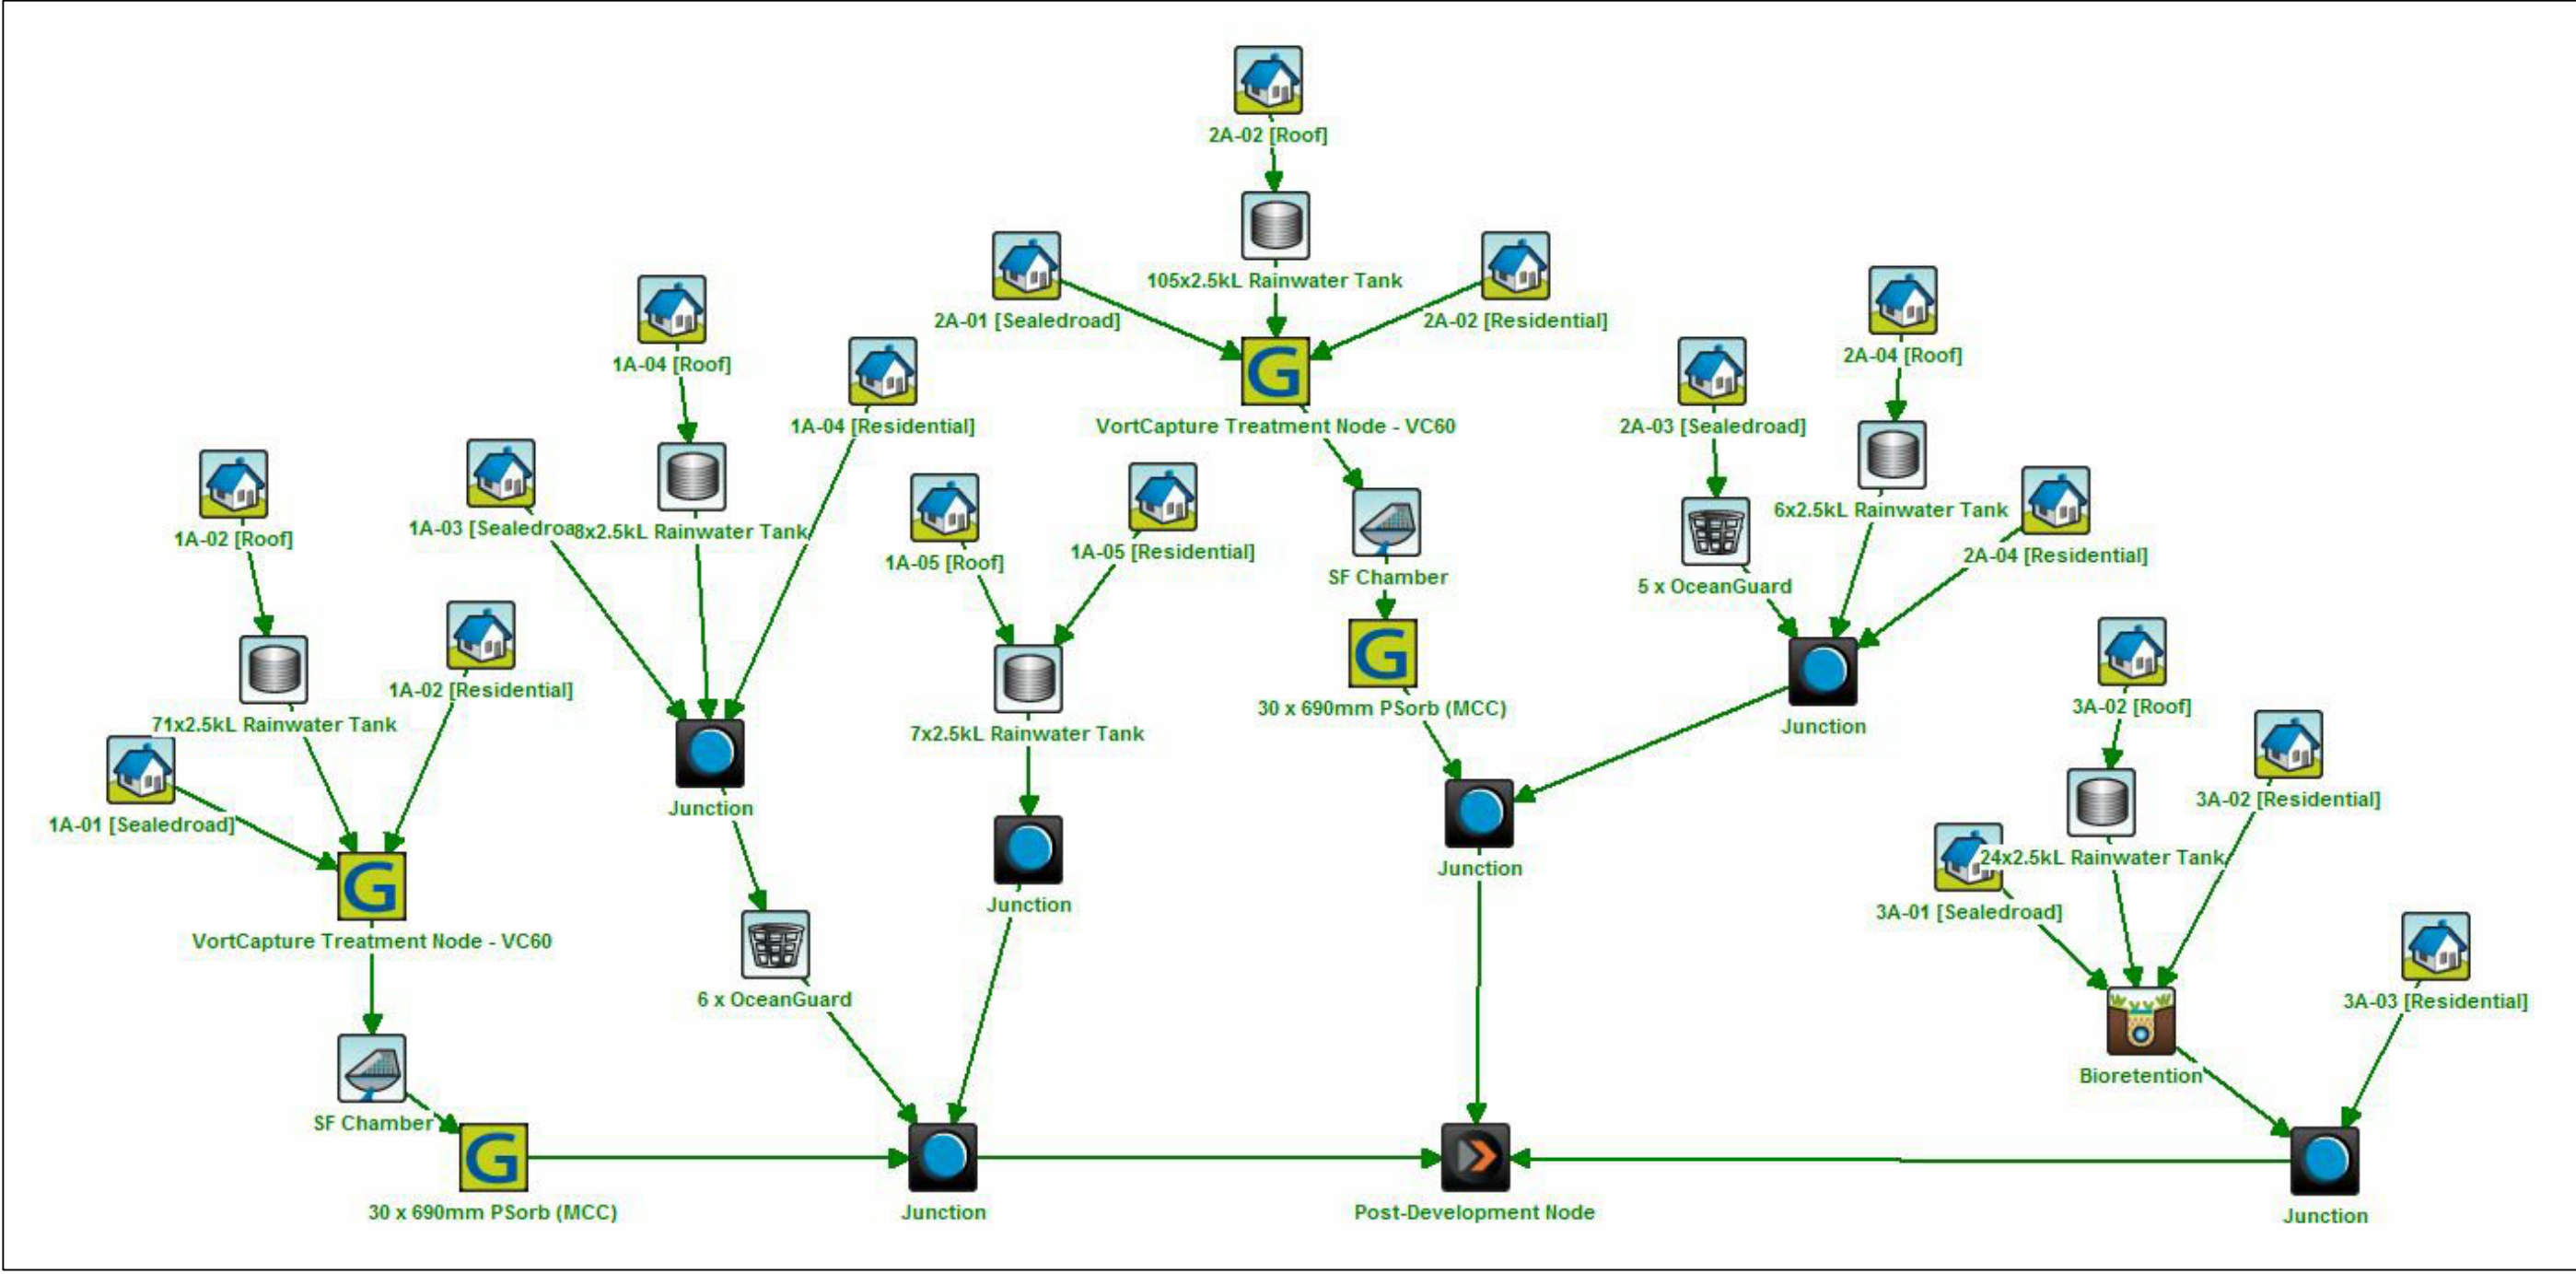 2A-02 [Roof]
105x2.5kL Rainwater Tank
2A-01 [Sealedroad]
2A-02 [Residential]
1A-04 [Roof]
2A-04 [Roof]
1A-04 [Residential]
VortCapture Treatment Node - VC60
2A-03 [Sealedroad]
1A-02 [Roof]
1A-03 [Sealedroa
8x2.5kL Rainwater Tank
1A-05 [Roof]
1A-05 [Residential]
6x2.5kL Rainwater Tank
2A-04 [Residential]
SF Chamber
5 x OceanGuard
1A-02 [Residential]
71x2.5kL Rainwater Tank
7x2.5kL Rainwater Tank
30 x 690mm PSorb (MCC)
Junction
3A-02 [Roof]
1A-01 [Sealedroad]
Junction
3A-02 [Residential]
Junction
24x2.5kL Rainwater Tank
Junction
3A-01 [Sealedroad]
VortCapture Treatment Node - VC60
6 x OceanGuard
3A-03 [Residential]
Bioretention
SF Chamber
30 x 690mm PSorb (MCC)
Junction
Post-Development Node
Junction